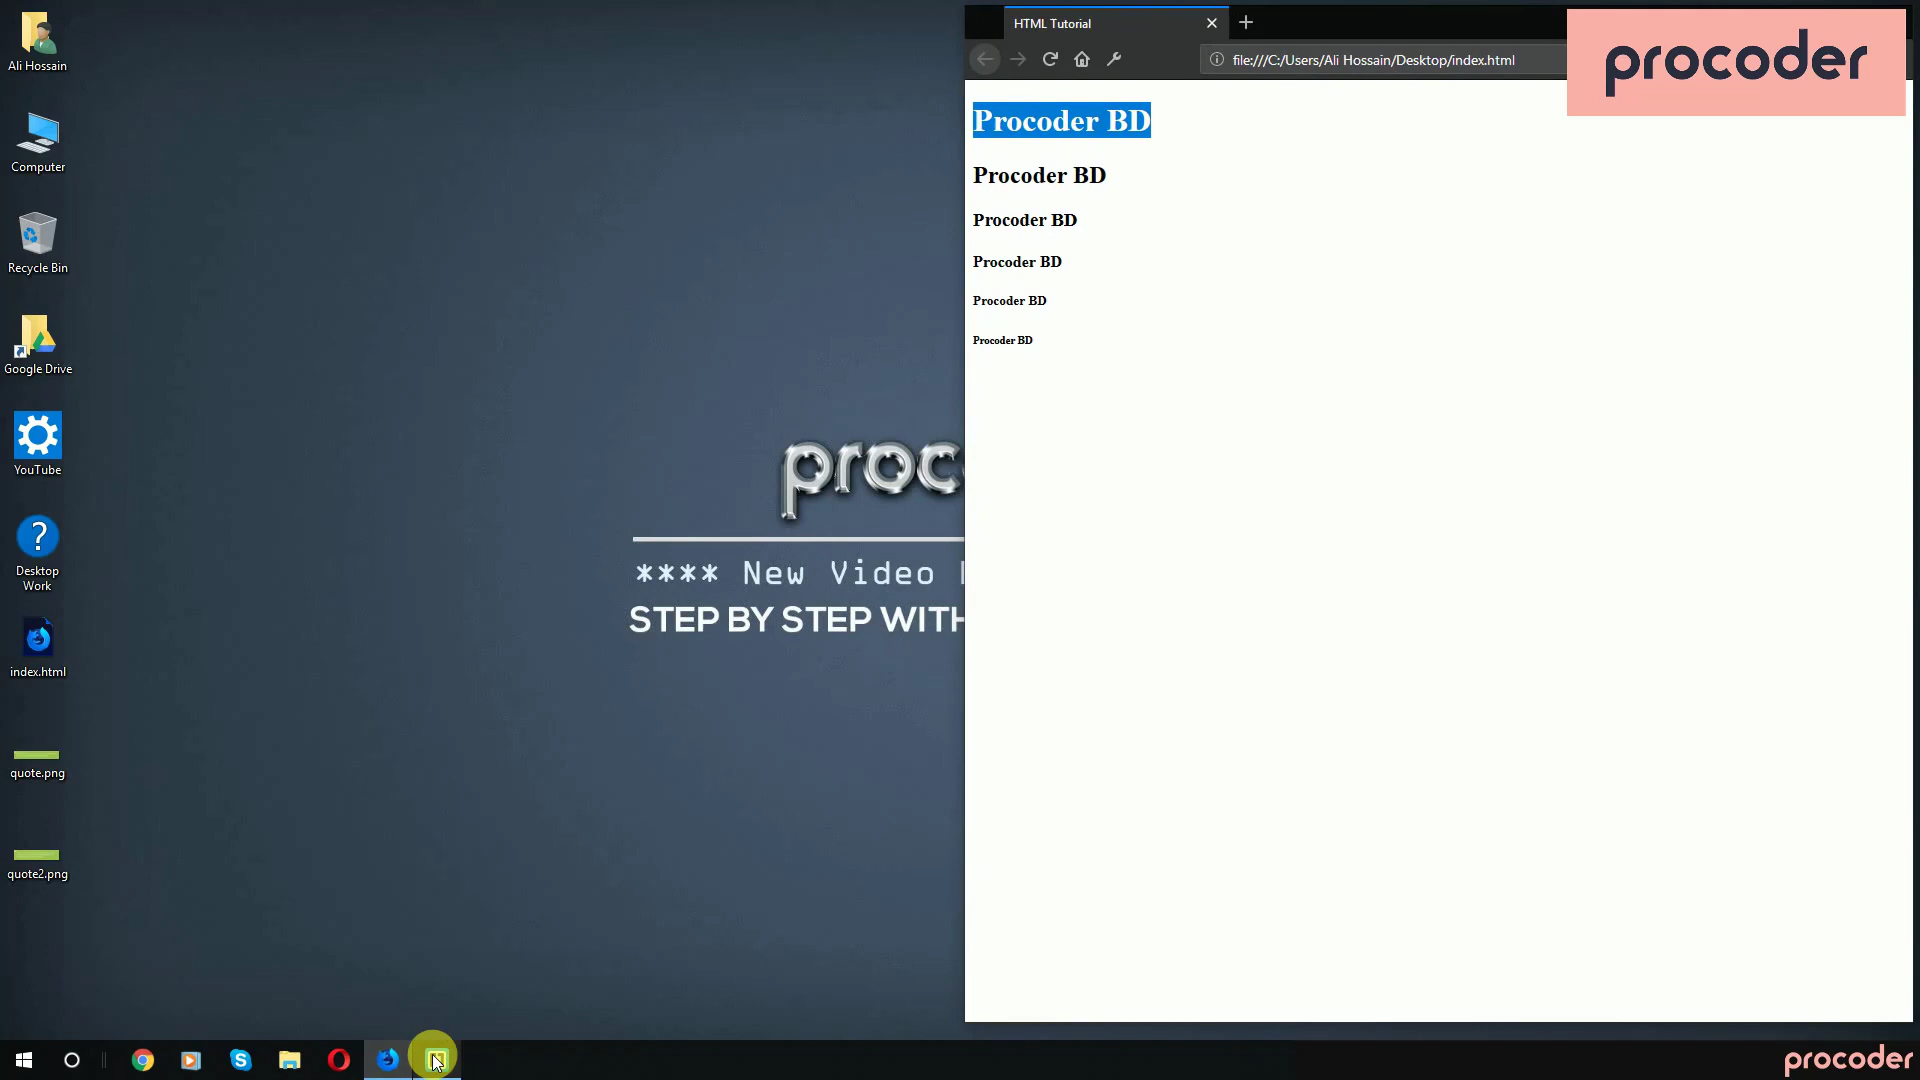 Ali Hossain
Computer
Recycle Bin
Google Drive
YouTube
?
Desktop
Work
index.html
quote.png
quote2.png
**** New Video
STEP BY STEP WITH
HTML Tutorial
file:///C:/Users/Ali Hossain/Desktop/index.html
procoder
Procoder BD
Procoder BD
Procoder BD
Procoder BD
Procoder BD
Procoder BD
procoder